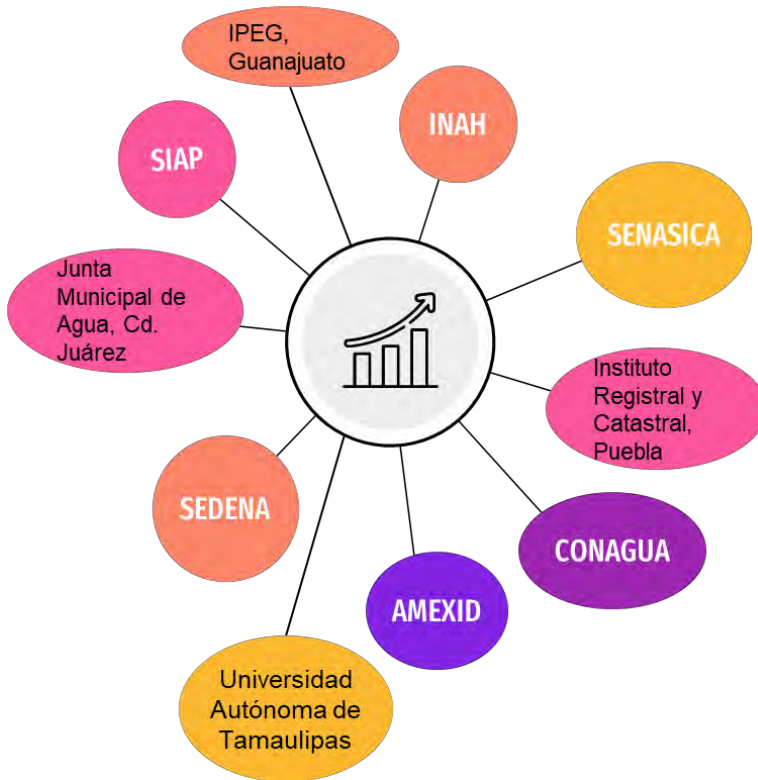 IPEG,
Guanajuato
INAH
SIAP
SENASICA
Junta
Municipal de
Agua, Cd.
Juárez
Instituto
Registral y
Catastral,
Puebla
SEDENA
CONAGUA
AMEXID
Universidad
Autónoma de
Tamaulipas